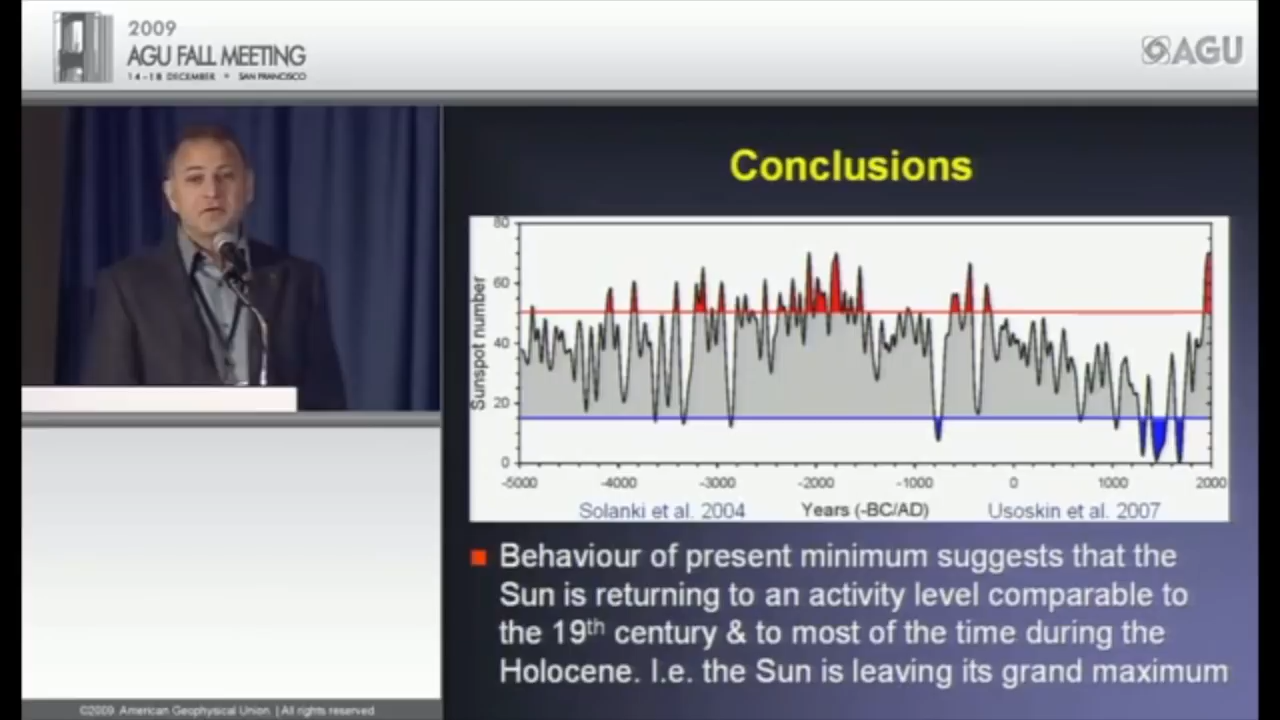 2009
AGU FALL MEETING
14-18 DECEMBER • SAN FRANCISCO
AGU
Conclusions
80
60
40
20
0
Sunspot number
-5000 -4000 -3000 -2000 -1000 0 1000 2000
Solanki et al. 2004 Years (-BC/AD) Usoskin et al. 2007
Behaviour of present minimum suggests that the
Sun is returning to an activity level comparable to
the 19th century & to most of the time during the
Holocene. I.e. the Sun is leaving its grand maximum
©2009. American Geophysical Union. | All rights reserved